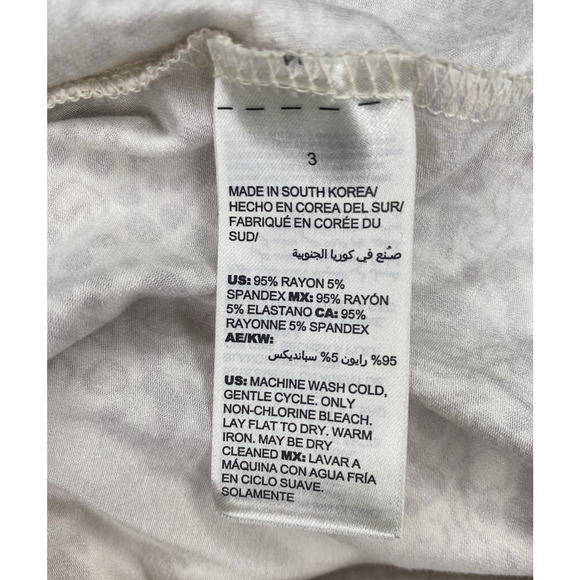 3
MADE IN SOUTH KOREA/
HECHO EN COREA DEL SUR/
FABRIQUÉ EN CORÉE DU
SUD/
صُنع في كوريا الجنوبية
US: 95% RAYON 5%
SPANDEX MX: 95% RAYÓN
5% ELASTANO CA: 95%
RAYONNE 5% SPANDEX
AE/KW:
95% رايون 5% سبانديكس
US: MACHINE WASH COLD,
GENTLE CYCLE. ONLY
NON-CHLORINE BLEACH.
LAY FLAT TO DRY. WARM
IRON. MAY BE DRY
CLEANED MX: LAVAR A
MÁQUINA CON AGUA FRÍA
EN CICLO SUAVE.
SOLAMENTE